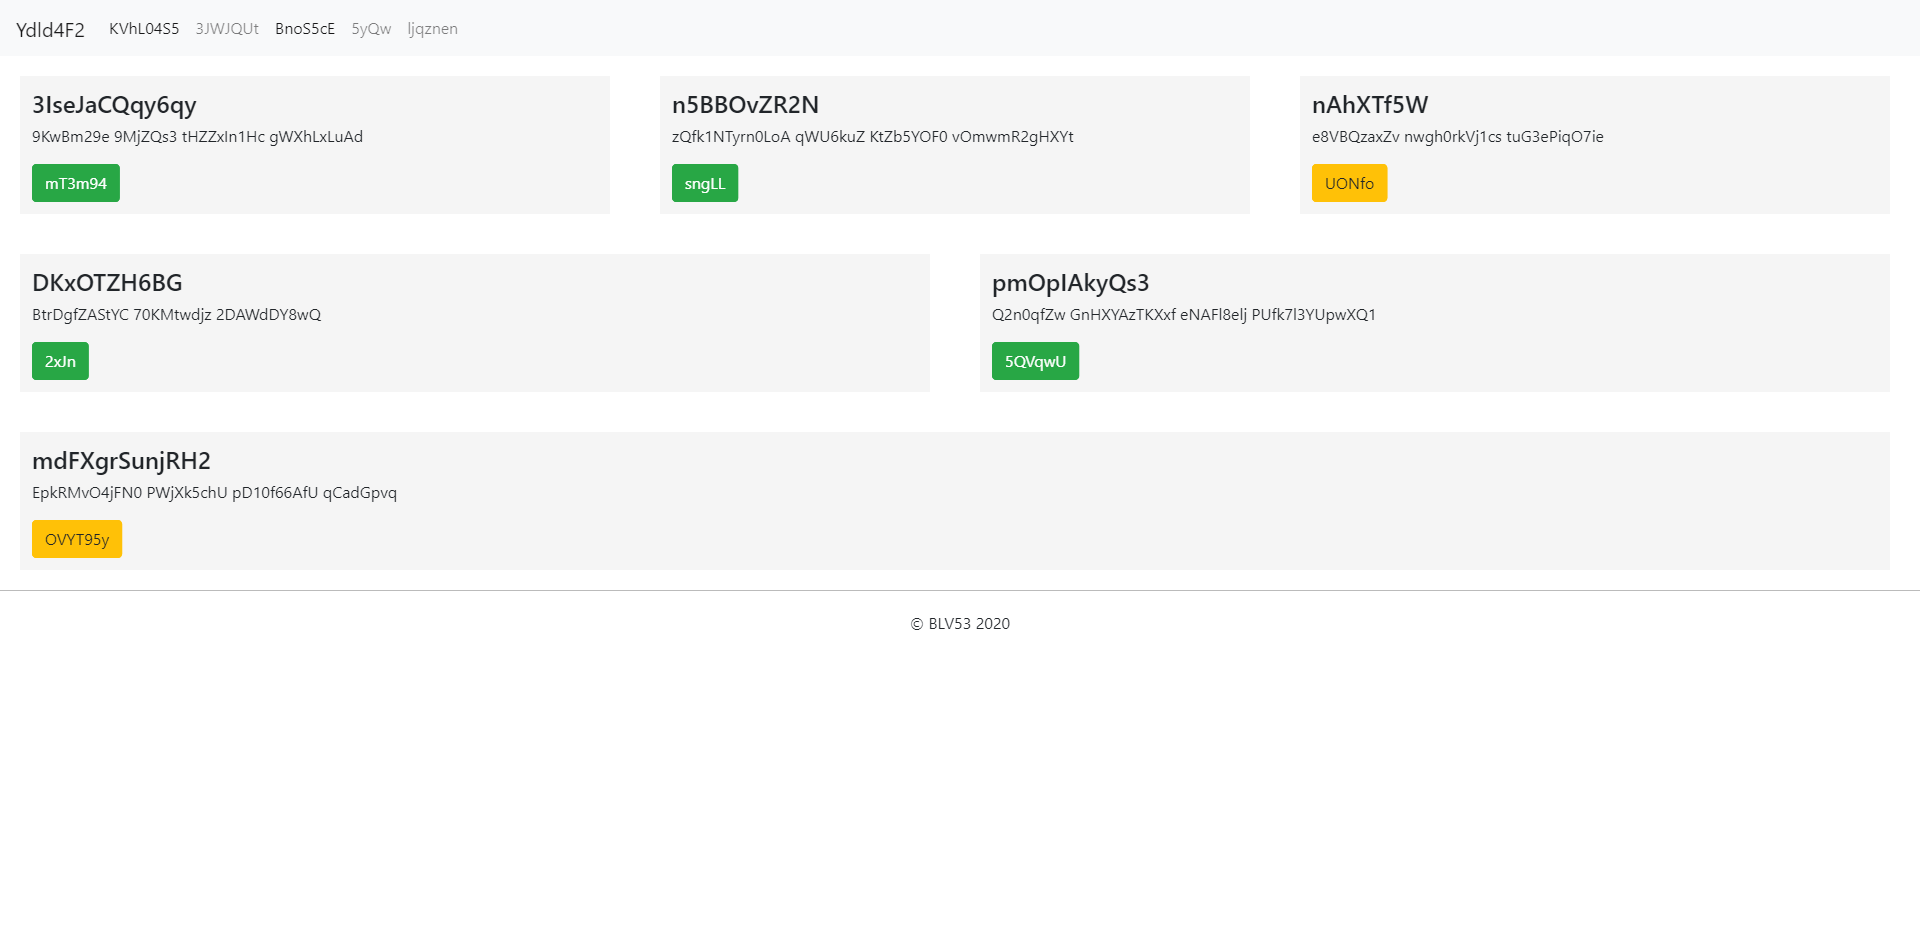 Ydld4F2 KVhL04S5 3JWJQUt BnoS5cE 5yQw ljqznen
3IseJaCQqy6qy
9KwBm29e 9MjZQs3 tHZZxIn1Hc gWXhLxLuAd
mT3m94
n5BBOvZR2N
zQfk1NTyrn0LoA qWU6kuZ KtZb5YOF0 vOmwmR2gHXYt
sngLL
nAhXTf5W
e8VBQzaxZv nwgh0rkVj1cs tuG3ePiqO7ie
UONfo
DKxOTZH6BG
BtrDgfZAStYC 70KMtwdjz 2DAWdDY8wQ
2xJn
pmOpIAkyQs3
Q2n0qfZw GnHXYAzTKXxf eNAFl8elj PUfk7l3YUpwXQ1
5QVqwU
mdFXgrSunjRH2
EpkRMvO4jFN0 PWjXk5chU pD10f66AfU qCadGpvq
OVYT95y
© BLV53 2020